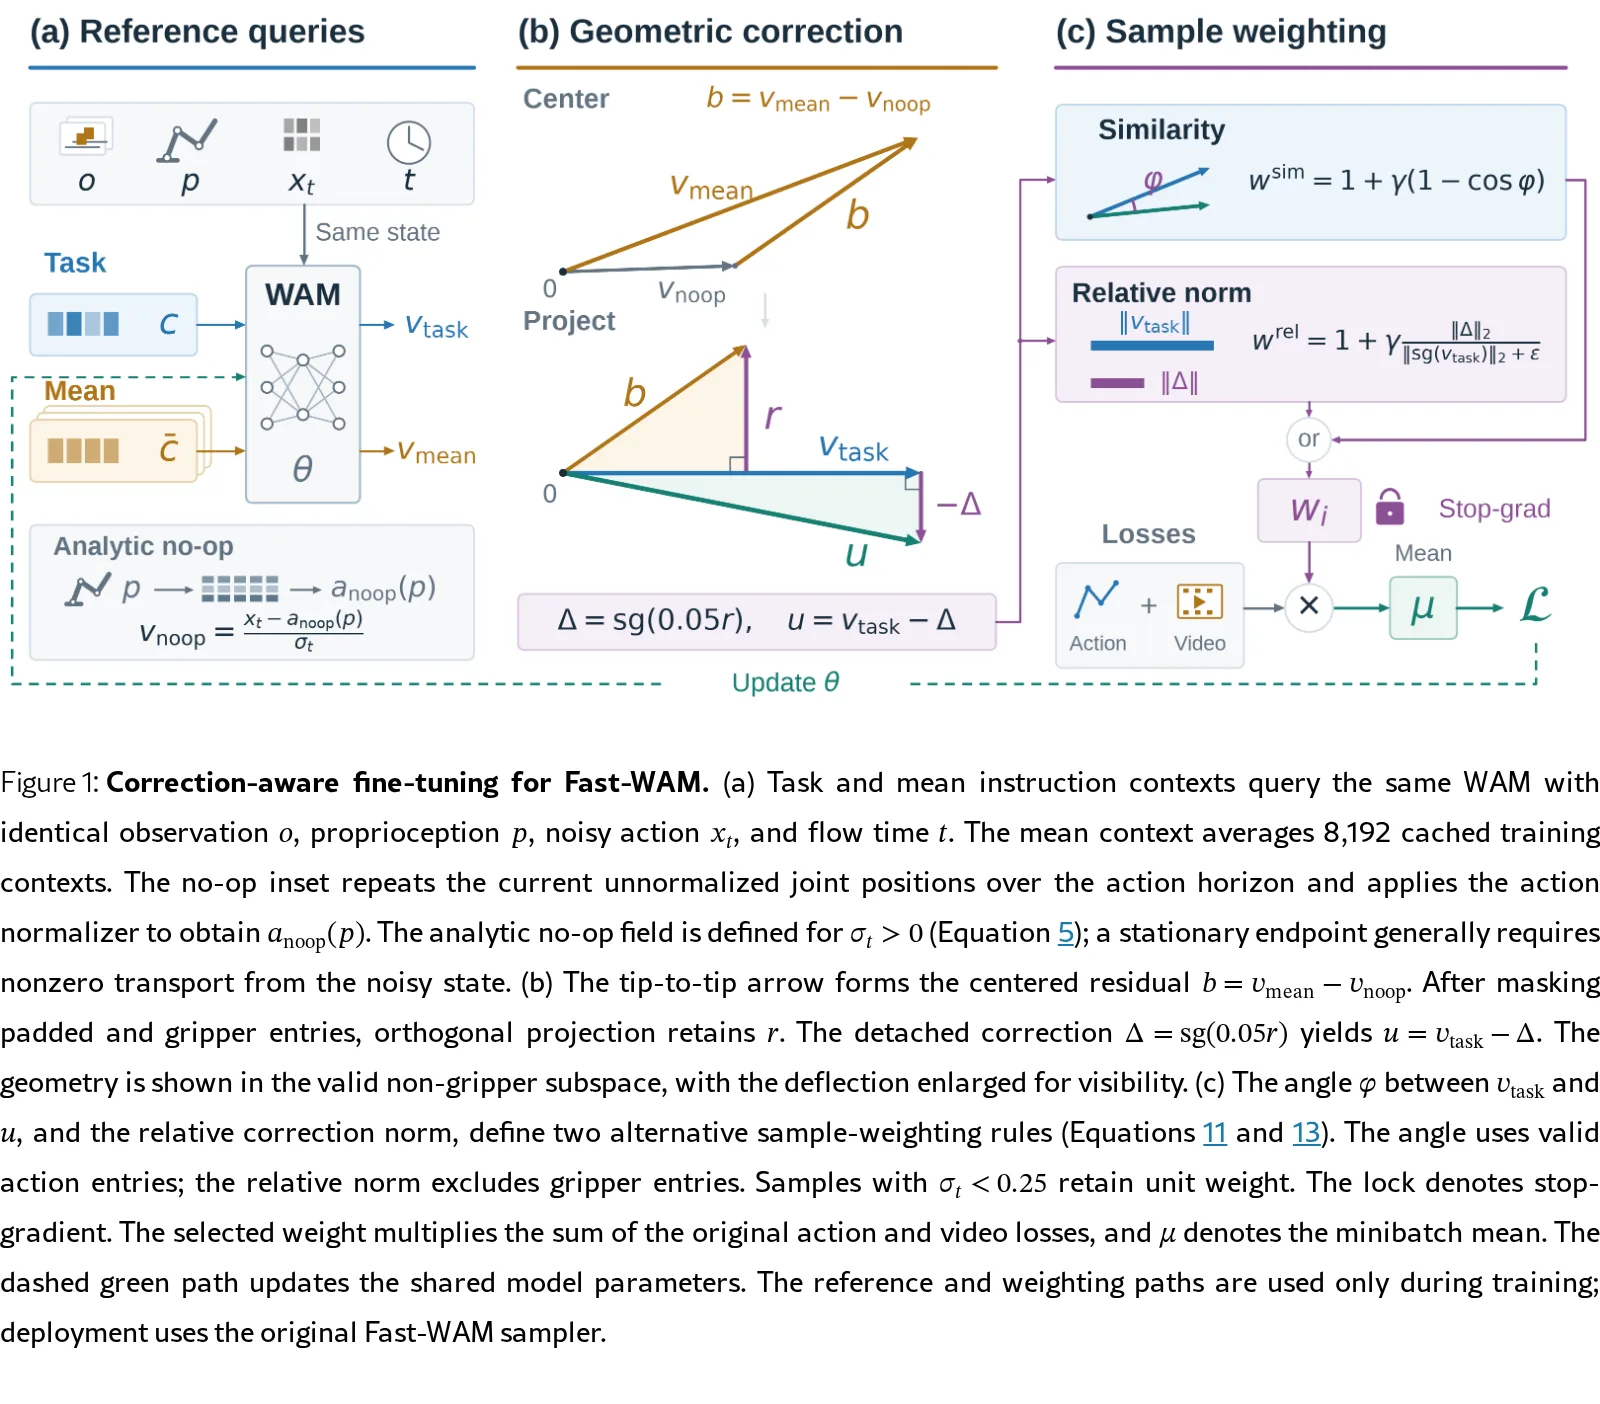 (a) Reference queries
o p x_t t
Same state
Task
c
WAM
v_task
Mean
c̄
θ
v_mean
Analytic no-op
p → a_noop(p)
v_noop = (x_t − a_noop(p)) / σ_t
(b) Geometric correction
Center
b = v_mean − v_noop
v_mean
b
0
v_noop
Project
b
r
v_task
0
−Δ
u
Δ = sg(0.05r), u = v_task − Δ
Update θ
(c) Sample weighting
Similarity
φ
w^sim = 1 + γ(1 − cos φ)
Relative norm
‖v_task‖
w^rel = 1 + γ ‖Δ‖₂ / (‖sg(v_task)‖₂ + ε)
‖Δ‖
or
w_i
Stop-grad
Losses
Mean
+
×
μ
ℒ
Action
Video
Figure 1: Correction-aware fine-tuning for Fast-WAM. (a) Task and mean instruction contexts query the same WAM with
identical observation o, proprioception p, noisy action x_t, and flow time t. The mean context averages 8,192 cached training
contexts. The no-op inset repeats the current unnormalized joint positions over the action horizon and applies the action
normalizer to obtain a_noop(p). The analytic no-op field is defined for σ_t > 0 (Equation 5); a stationary endpoint generally requires
nonzero transport from the noisy state. (b) The tip-to-tip arrow forms the centered residual b = v_mean − v_noop. After masking
padded and gripper entries, orthogonal projection retains r. The detached correction Δ = sg(0.05r) yields u = v_task − Δ. The
geometry is shown in the valid non-gripper subspace, with the deflection enlarged for visibility. (c) The angle φ between v_task and
u, and the relative correction norm, define two alternative sample-weighting rules (Equations 11 and 13). The angle uses valid
action entries; the relative norm excludes gripper entries. Samples with σ_t < 0.25 retain unit weight. The lock denotes stop-
gradient. The selected weight multiplies the sum of the original action and video losses, and μ denotes the minibatch mean. The
dashed green path updates the shared model parameters. The reference and weighting paths are used only during training;
deployment uses the original Fast-WAM sampler.